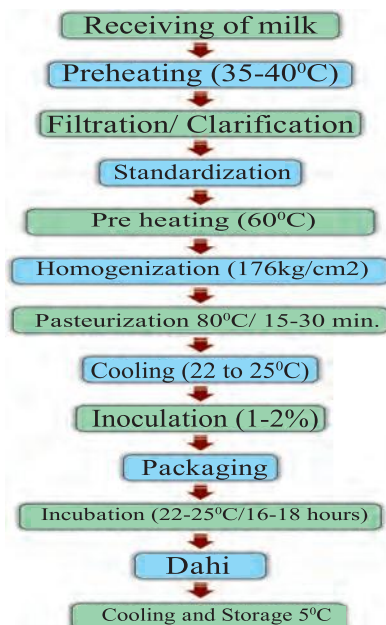 Receiving of milk
Preheating (35-40⁰C)
Filtration/ Clarification
Standardization
Pre heating (60⁰C)
Homogenization (176kg/cm2)
Pasteurization 80⁰C/ 15-30 min.
Cooling (22 to 25⁰C)
Inoculation (1-2%)
Packaging
Incubation (22-25⁰C/16-18 hours)
Dahi
Cooling and Storage 5⁰C